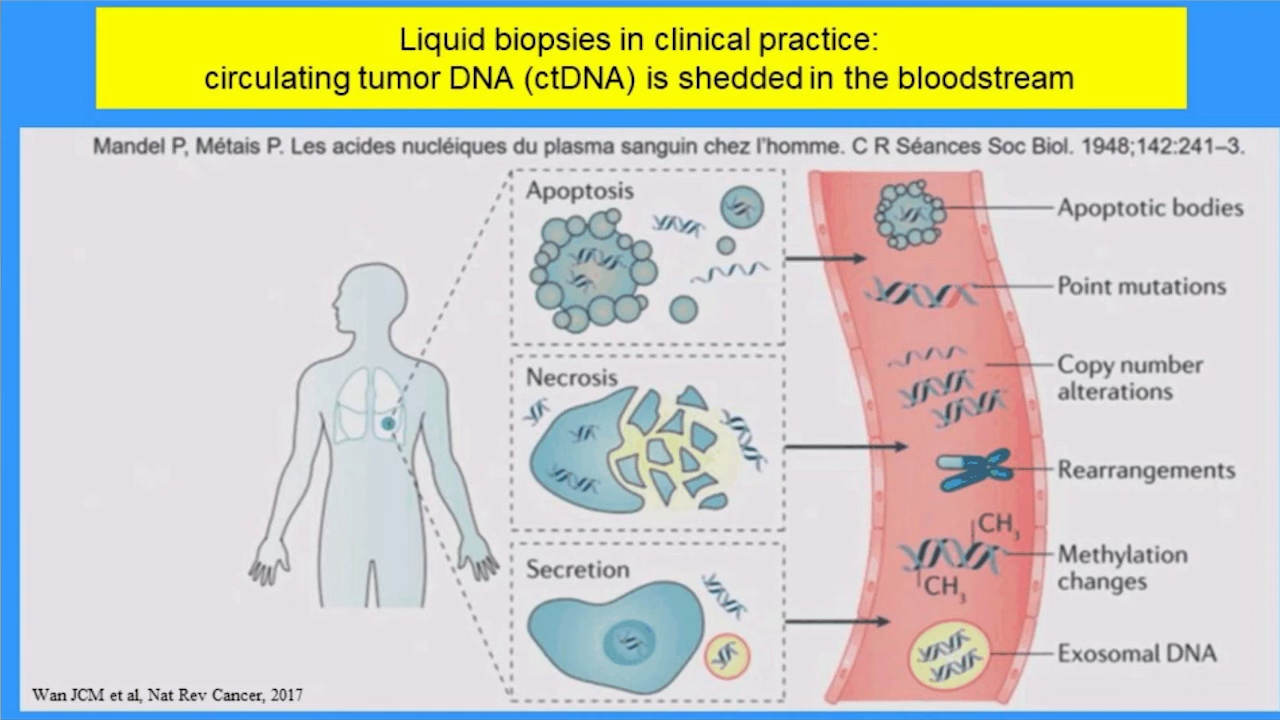 Liquid biopsies in clinical practice:
circulating tumor DNA (ctDNA) is shedded in the bloodstream
Mandel P, Métais P. Les acides nucléiques du plasma sanguin chez l'homme. C R Séances Soc Biol. 1948;142:241–3.
Apoptosis
Necrosis
Secretion
Apoptotic bodies
Point mutations
Copy number
alterations
Rearrangements
CH3
Methylation
changes
CH3
Exosomal DNA
Wan JCM et al, Nat Rev Cancer, 2017